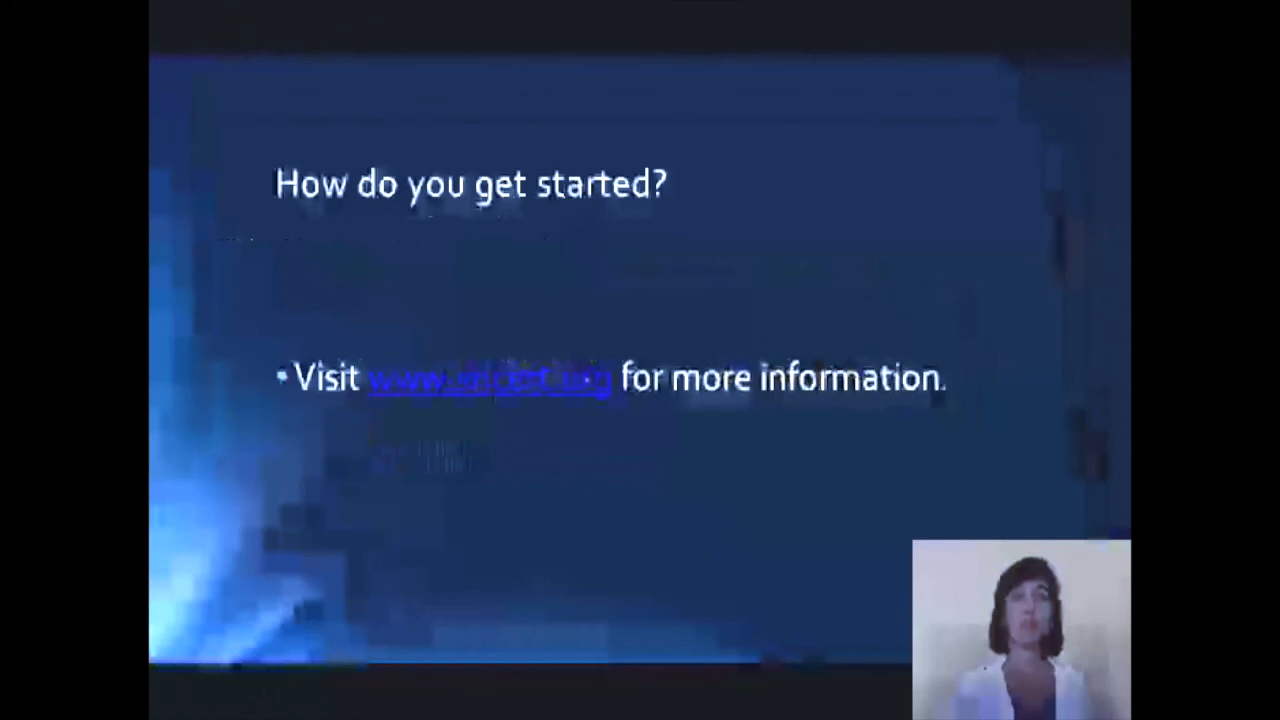 How do you get started?
• Visit for more information.